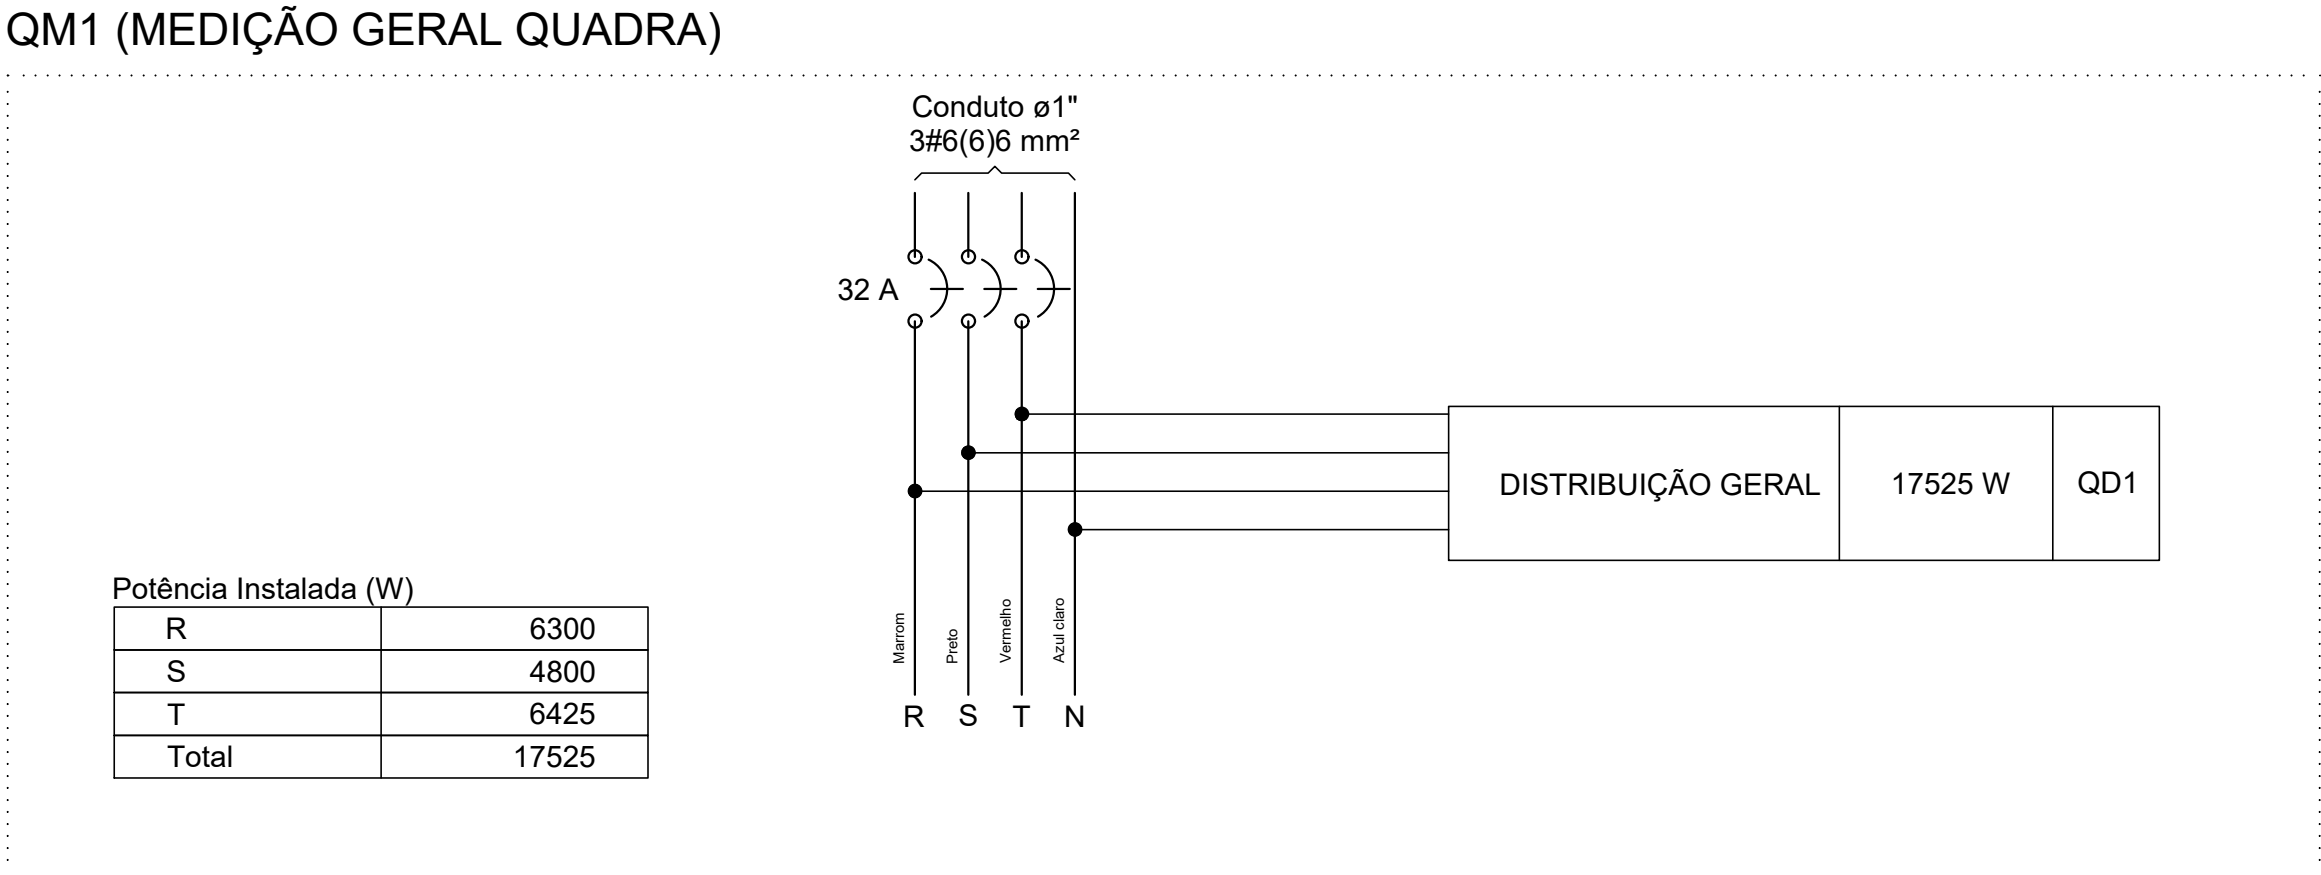 QM1 (MEDIÇÃO GERAL QUADRA)
Conduto ø1"
3#6(6)6 mm²
32 A
DISTRIBUIÇÃO GERAL 17525 W QD1
Potência Instalada (W)
R 6300
S 4800
T 6425
Total 17525
Marrom
Preto
Vermelho
Azul claro
R S T N